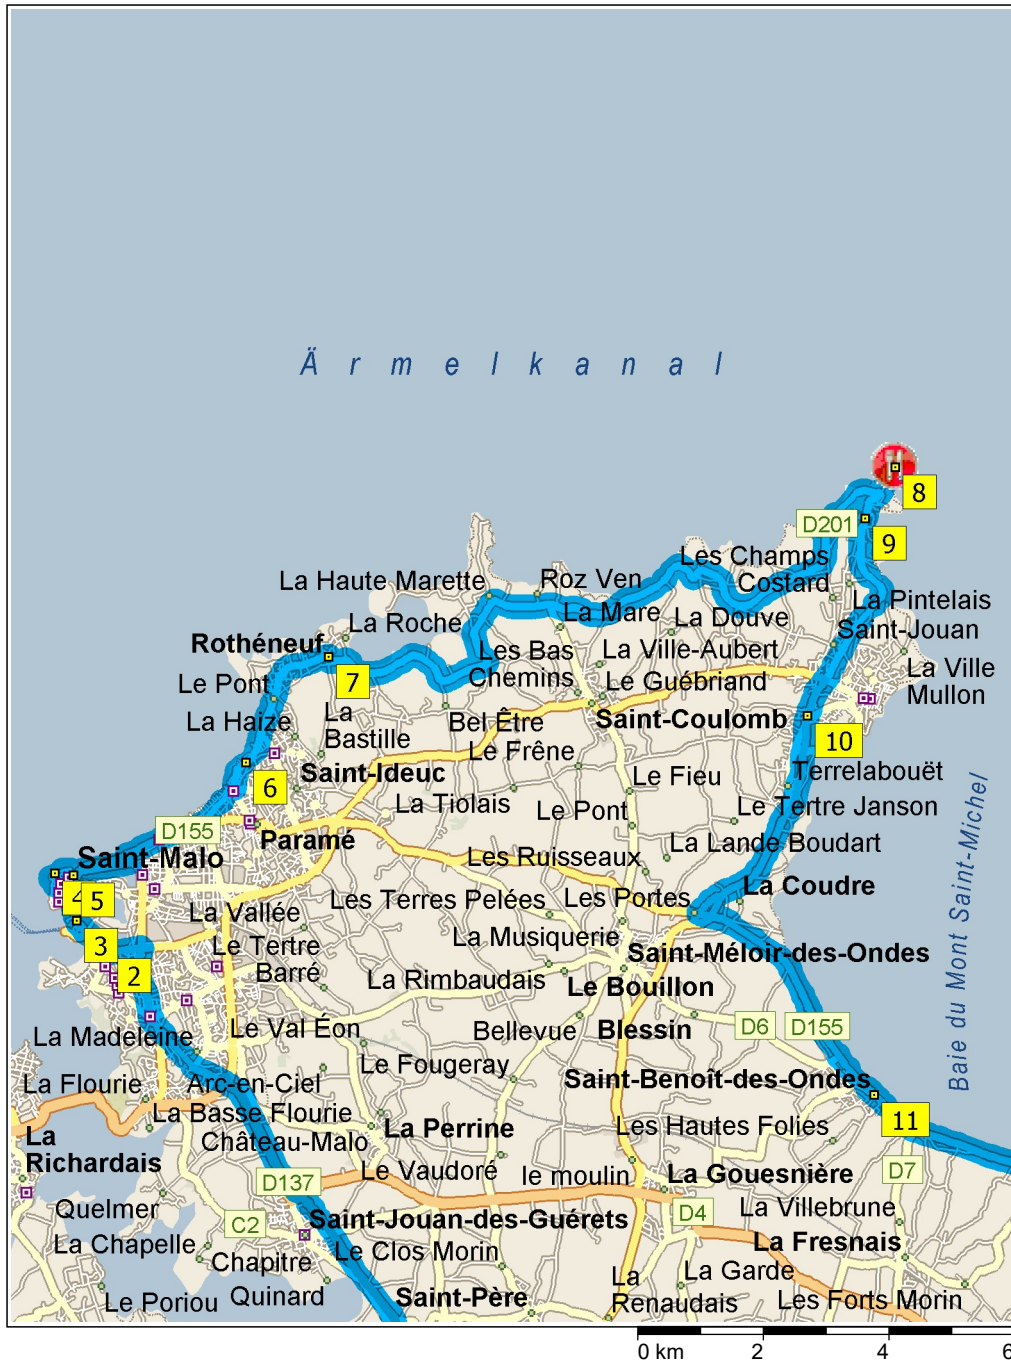 Ärmelkanal
8
D201
9
Les Champs
Costard
La Haute Marette
Roz Ven
La Pintelais
La Mare
La Douve
La Roche
Saint-Jouan
Rothéneuf
Les Bas
Chemins
La Ville-Aubert
La Ville
Mullon
7
Le Pont
Le Guébriand
La Haize
La
Bastille
Bel Être
Saint-Coulomb
10
Le Frêne
Saint-Ideuc
6
Le Fieu
Terrelabouët
La Tiolais
Le Pont
Le Tertre Janson
D155
Paramé
La Lande Boudart
Saint-Malo
Les Ruisseaux
Baie du Mont Saint-Michel
4
5
La Coudre
Les Terres Pelées
Les Portes
La Vallée
3
Le Tertre
Barré
La Musiquerie
Saint-Méloir-des-Ondes
2
La Rimbaudais
Le Bouillon
La Madeleine
Le Val Éon
Bellevue
Blessin
D6
D155
Le Fougeray
La Flourie
Arc-en-Ciel
Saint-Benoît-des-Ondes
La Basse Flourie
11
Château-Malo
La Perrine
Les Hautes Folies
La
Richardais
Le Vaudoré
le moulin
La Gouesnière
D7
D137
Quelmer
C2
Saint-Jouan-des-Guérets
D4
La Villebrune
La Chapelle
Chapitre
Le Clos Morin
La Fresnais
Le Poriou
Quinard
Saint-Père
La
Renaudais
La Garde
Les Forts Morin
0 km
2
4
6